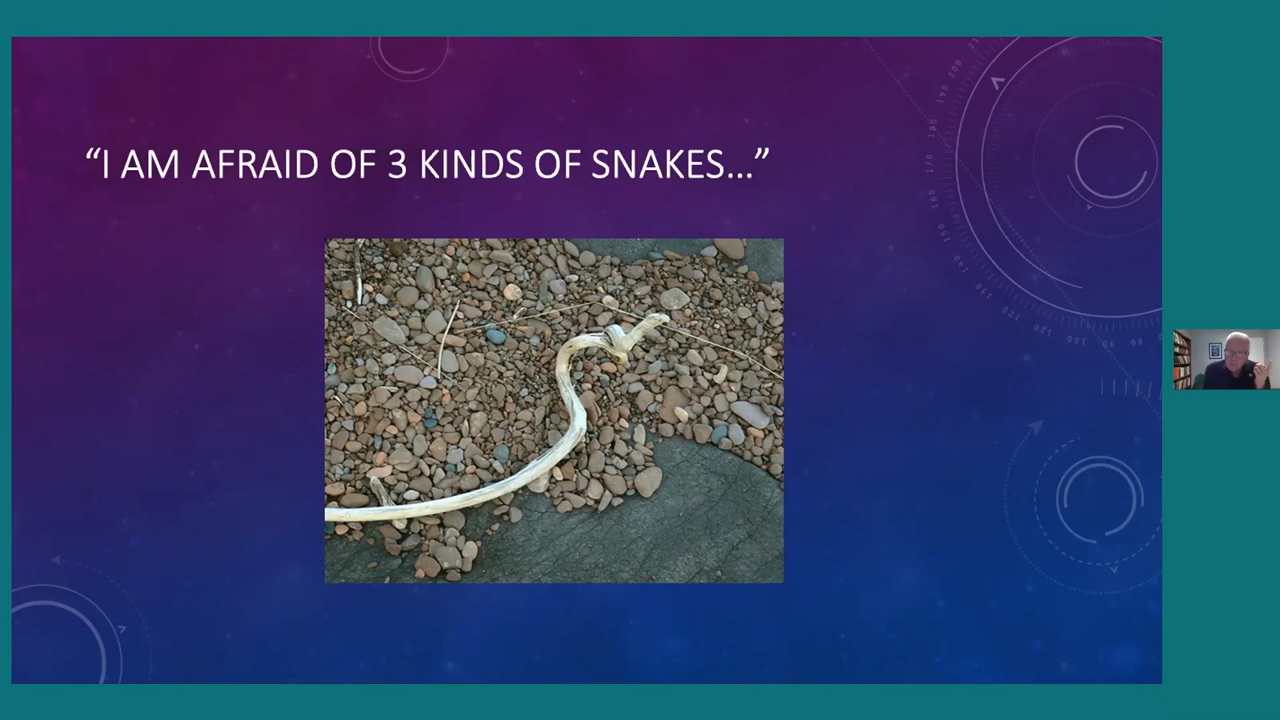 “I AM AFRAID OF 3 KINDS OF SNAKES…”